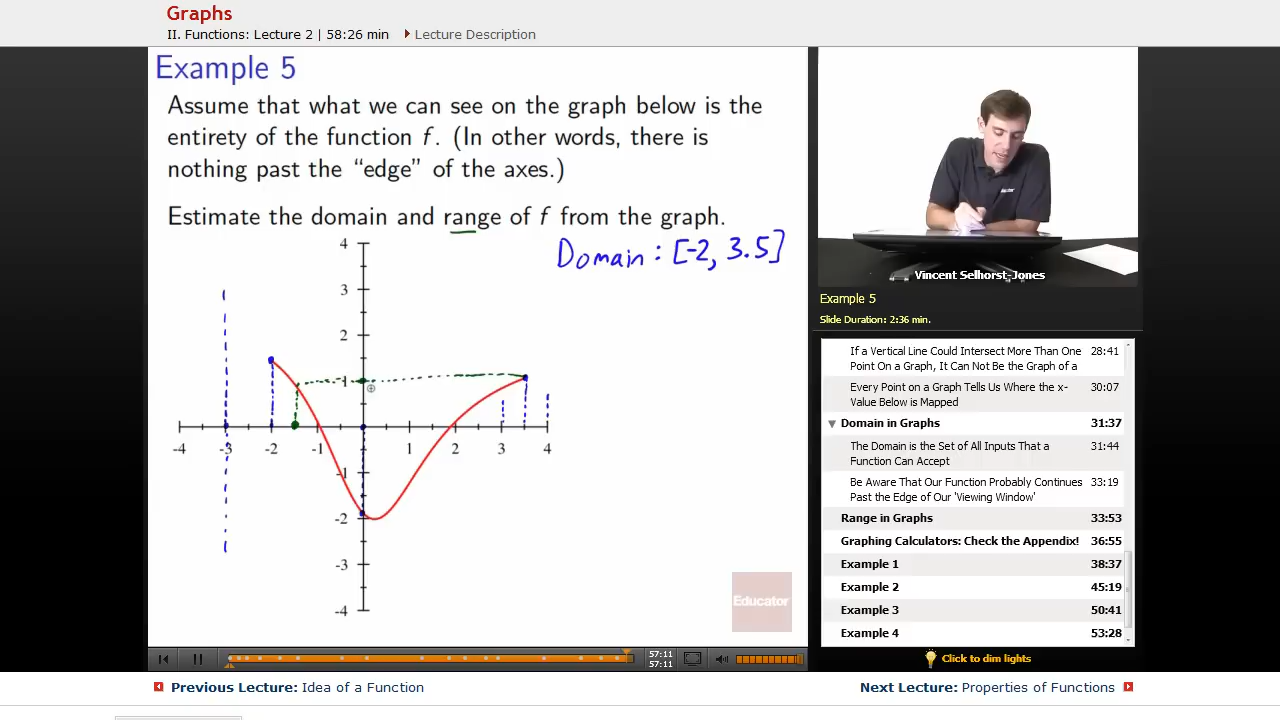 Graphs
II. Functions: Lecture 2 | 58:26 min
Lecture Description
Example 5
Assume that what we can see on the graph below is the
entirety of the function f. (In other words, there is
nothing past the “edge” of the axes.)
Estimate the domain and range of f from the graph.
Domain : [-2, 3.5]
4
3
2
1
-4 -3 -2 -1 1 2 3 4
-1
-2
-3
-4
Educator
Vincent Selhorst-Jones
Example 5
Slide Duration: 2:36 min.
If a Vertical Line Could Intersect More Than One
Point On a Graph, It Can Not Be the Graph of a
28:41
Every Point on a Graph Tells Us Where the x-
Value Below is Mapped
30:07
Domain in Graphs 31:37
The Domain is the Set of All Inputs That a
Function Can Accept
31:44
Be Aware That Our Function Probably Continues
Past the Edge of Our 'Viewing Window'
33:19
Range in Graphs 33:53
Graphing Calculators: Check the Appendix! 36:55
Example 1 38:37
Example 2 45:19
Example 3 50:41
Example 4 53:28
57:11
57:11
Click to dim lights
Previous Lecture: Idea of a Function
Next Lecture: Properties of Functions